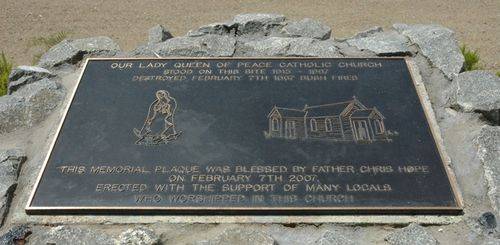 OUR LADY QUEEN OF PEACE CATHOLIC CHURCH
STOOD ON THIS SITE 1913 - 1967
DESTROYED FEBRUARY 7TH 1967 BUSH FIRES
THIS MEMORIAL PLAQUE WAS BLESSED BY FATHER CHRIS HOPE
ON FEBRUARY 7TH 2007.
ERECTED WITH THE SUPPORT OF MANY LOCALS
WHO WORSHIPPED IN THIS CHURCH